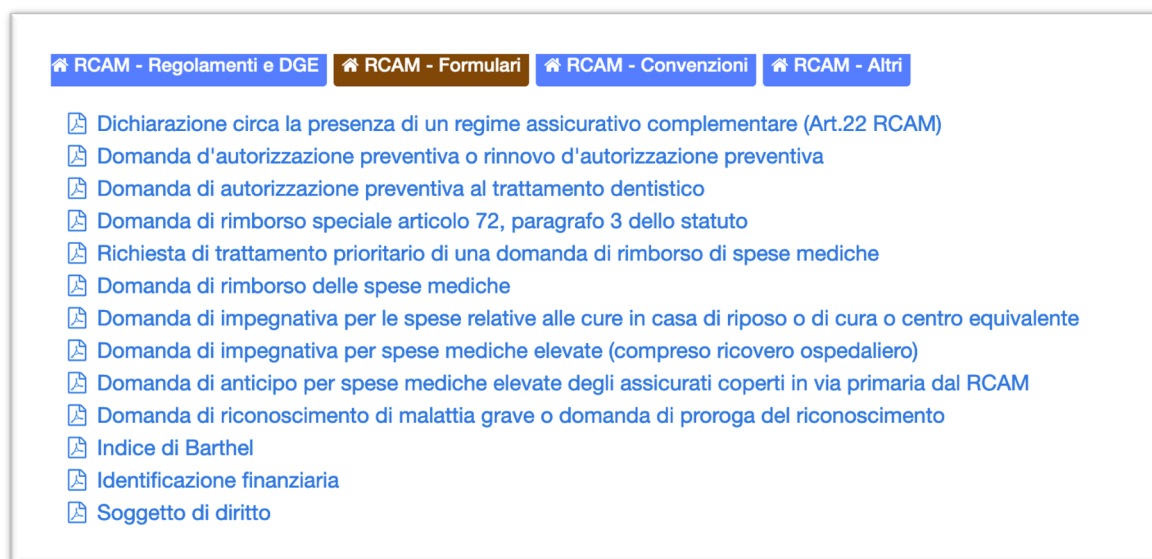 RCAM - Regolamenti e DGE RCAM - Formulari RCAM - Convenzioni RCAM - Altri
Dichiarazione circa la presenza di un regime assicurativo complementare (Art.22 RCAM)
Domanda d'autorizzazione preventiva o rinnovo d'autorizzazione preventiva
Domanda di autorizzazione preventiva al trattamento dentistico
Domanda di rimborso speciale articolo 72, paragrafo 3 dello statuto
Richiesta di trattamento prioritario di una domanda di rimborso di spese mediche
Domanda di rimborso delle spese mediche
Domanda di impegnativa per le spese relative alle cure in casa di riposo o di cura o centro equivalente
Domanda di impegnativa per spese mediche elevate (compreso ricovero ospedaliero)
Domanda di anticipo per spese mediche elevate degli assicurati coperti in via primaria dal RCAM
Domanda di riconoscimento di malattia grave o domanda di proroga del riconoscimento
Indice di Barthel
Identificazione finanziaria
Soggetto di diritto